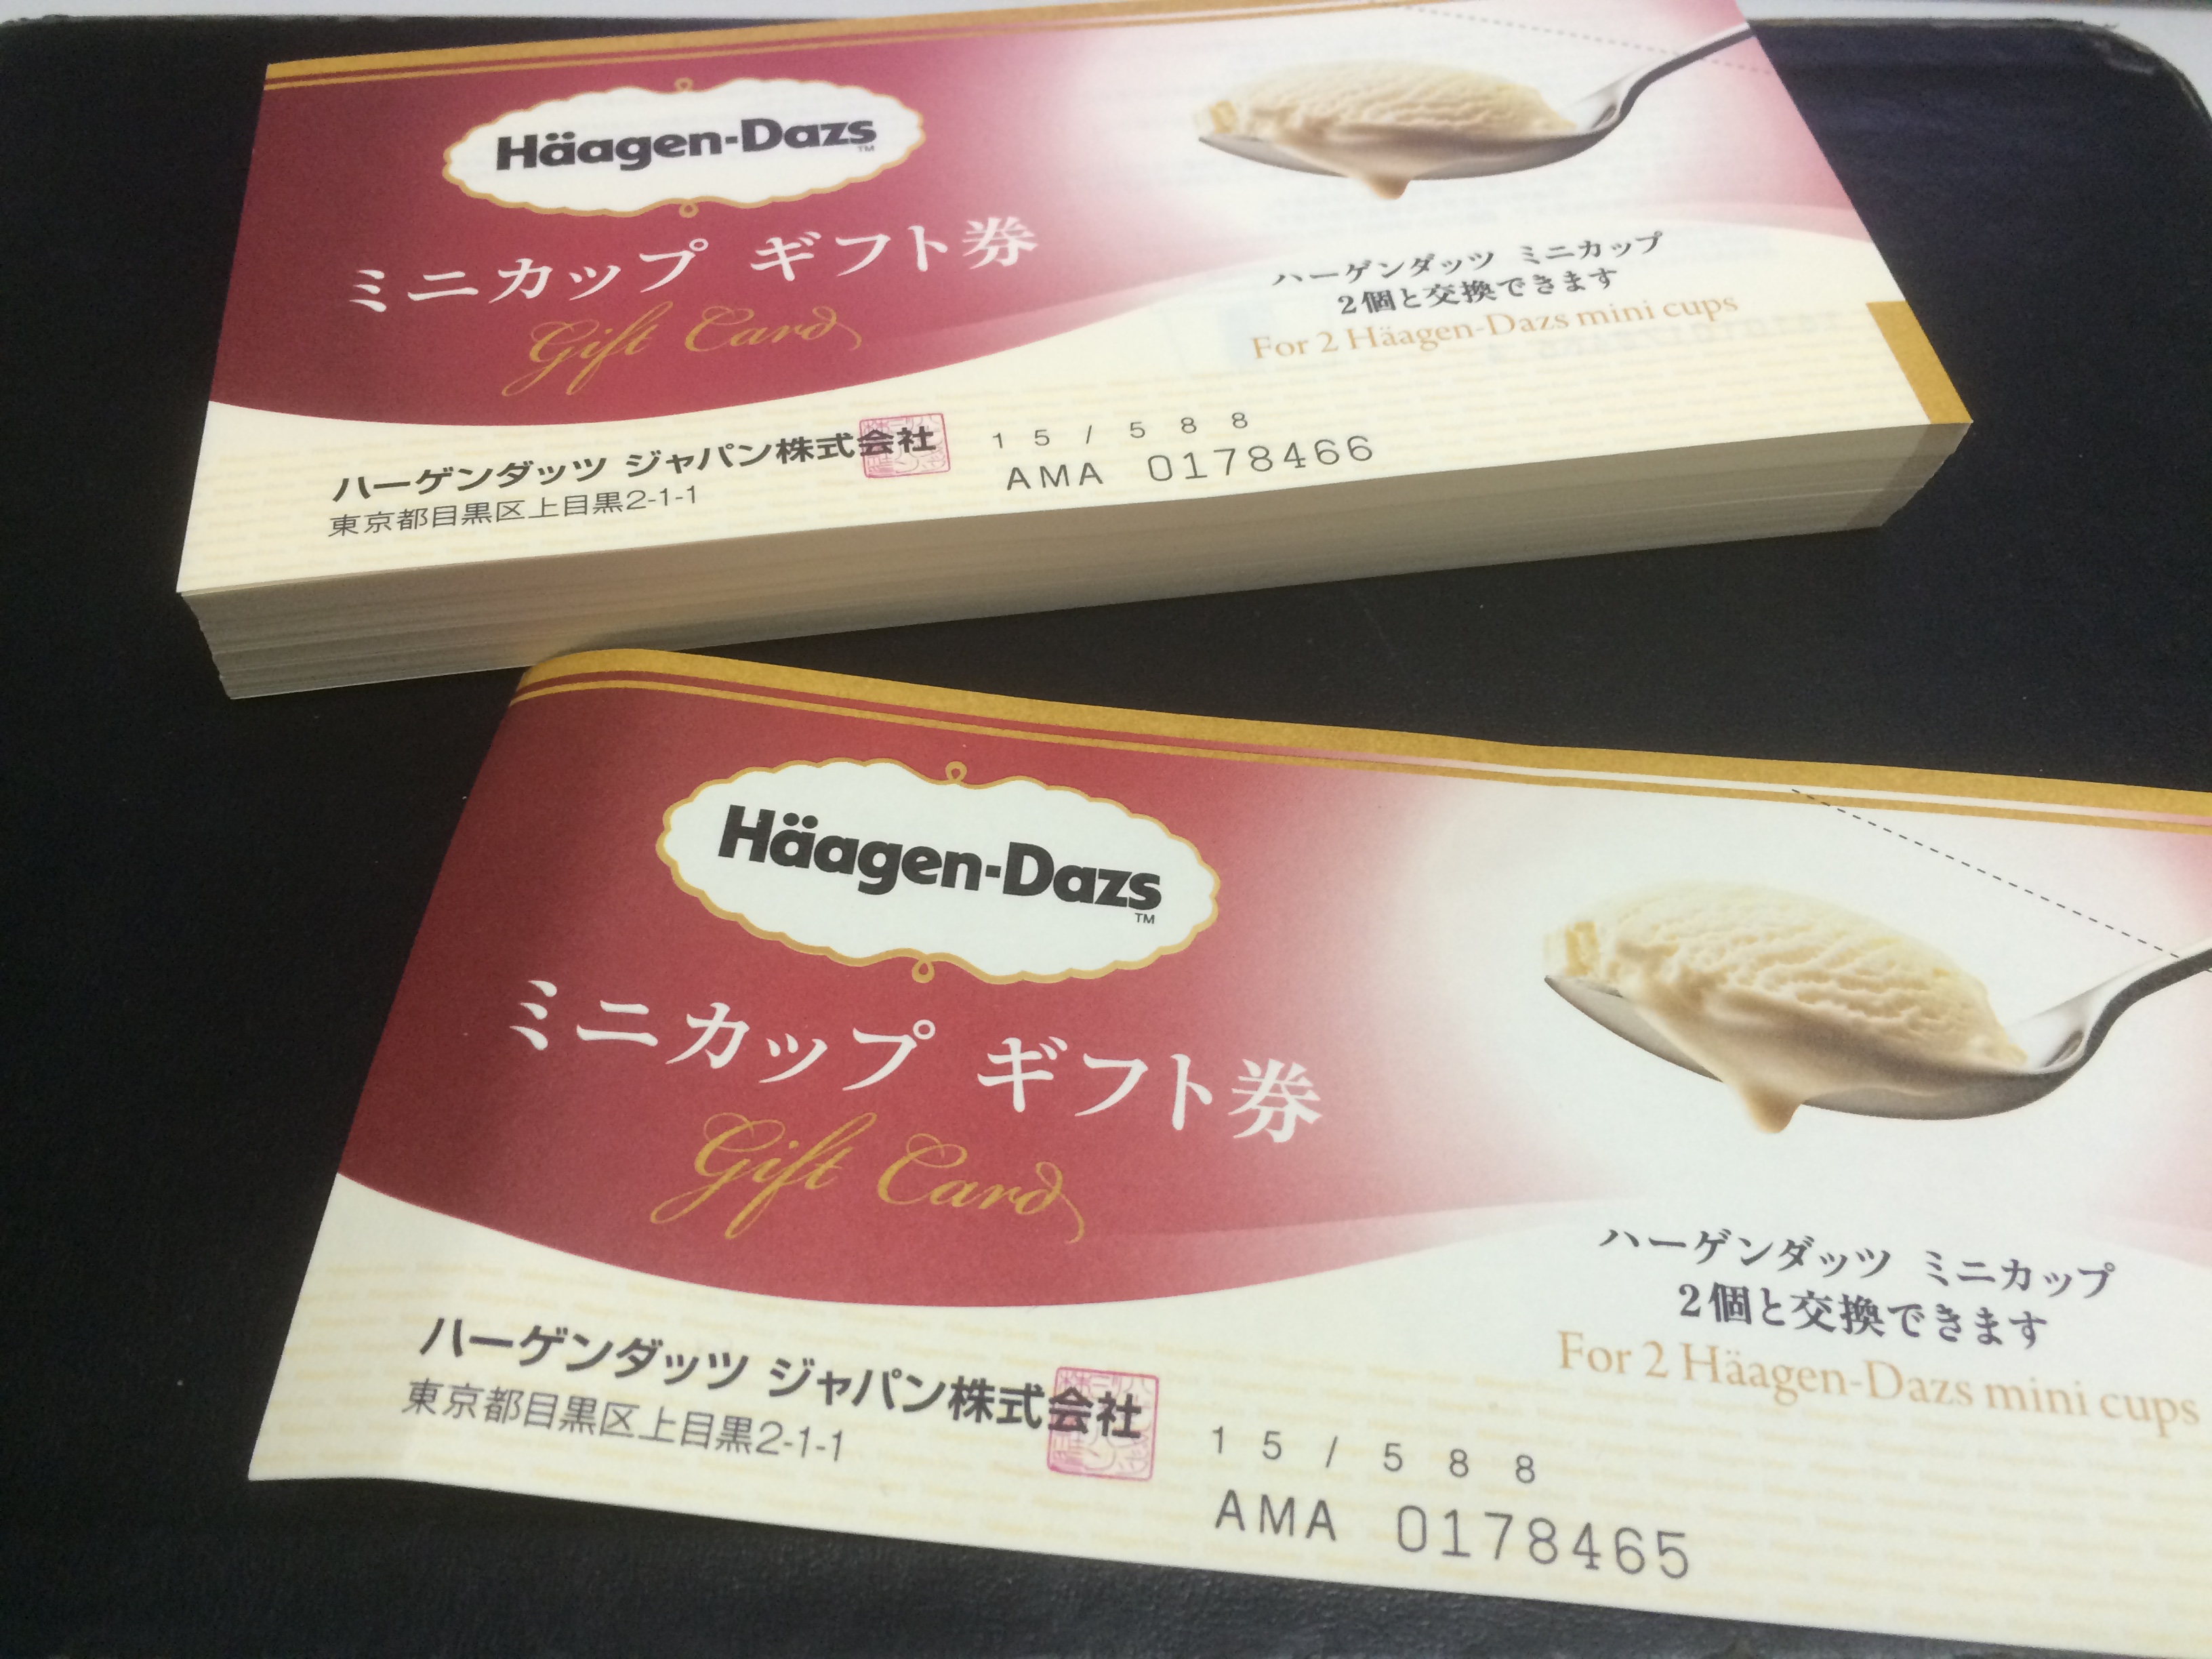 Häagen-Dazs
TM
ミニカップ ギフト券
Gift Card
ハーゲンダッツ ミニカップ
2個と交換できます
For 2 Häagen-Dazs mini cups
ハーゲンダッツ ジャパン株式会社
東京都目黒区上目黒2-1-1
15/588
AMA 0178466
Häagen-Dazs
TM
ミニカップ ギフト券
Gift Card
ハーゲンダッツ ミニカップ
2個と交換できます
For 2 Häagen-Dazs mini cups
ハーゲンダッツ ジャパン株式会社
東京都目黒区上目黒2-1-1
15/588
AMA 0178465